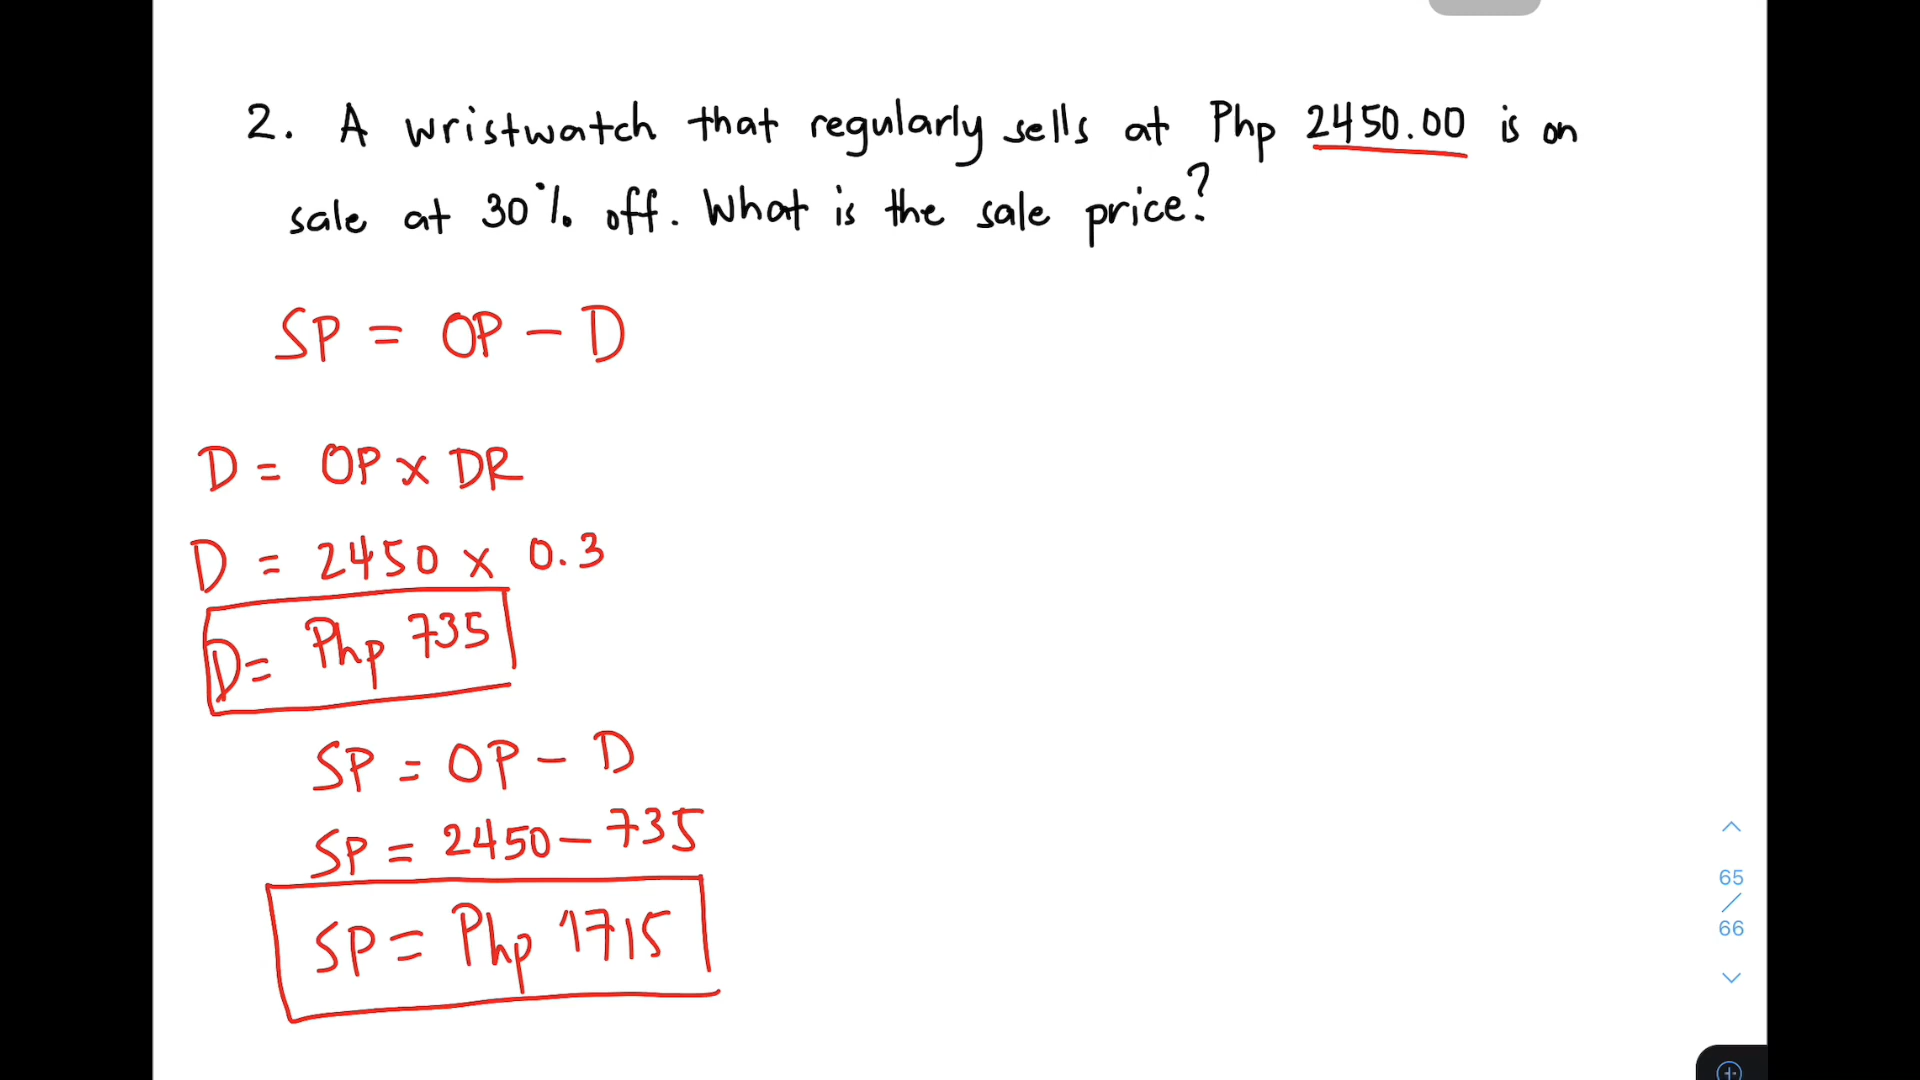 2. A wristwatch that regularly sells at Php 2450.00 is on
sale at 30% off. What is the sale price?
SP = OP - D
D = OP x DR
D = 2450 x 0.3
D = Php 735
SP = OP - D
SP = 2450 - 735
SP = Php 1715
65
/
66